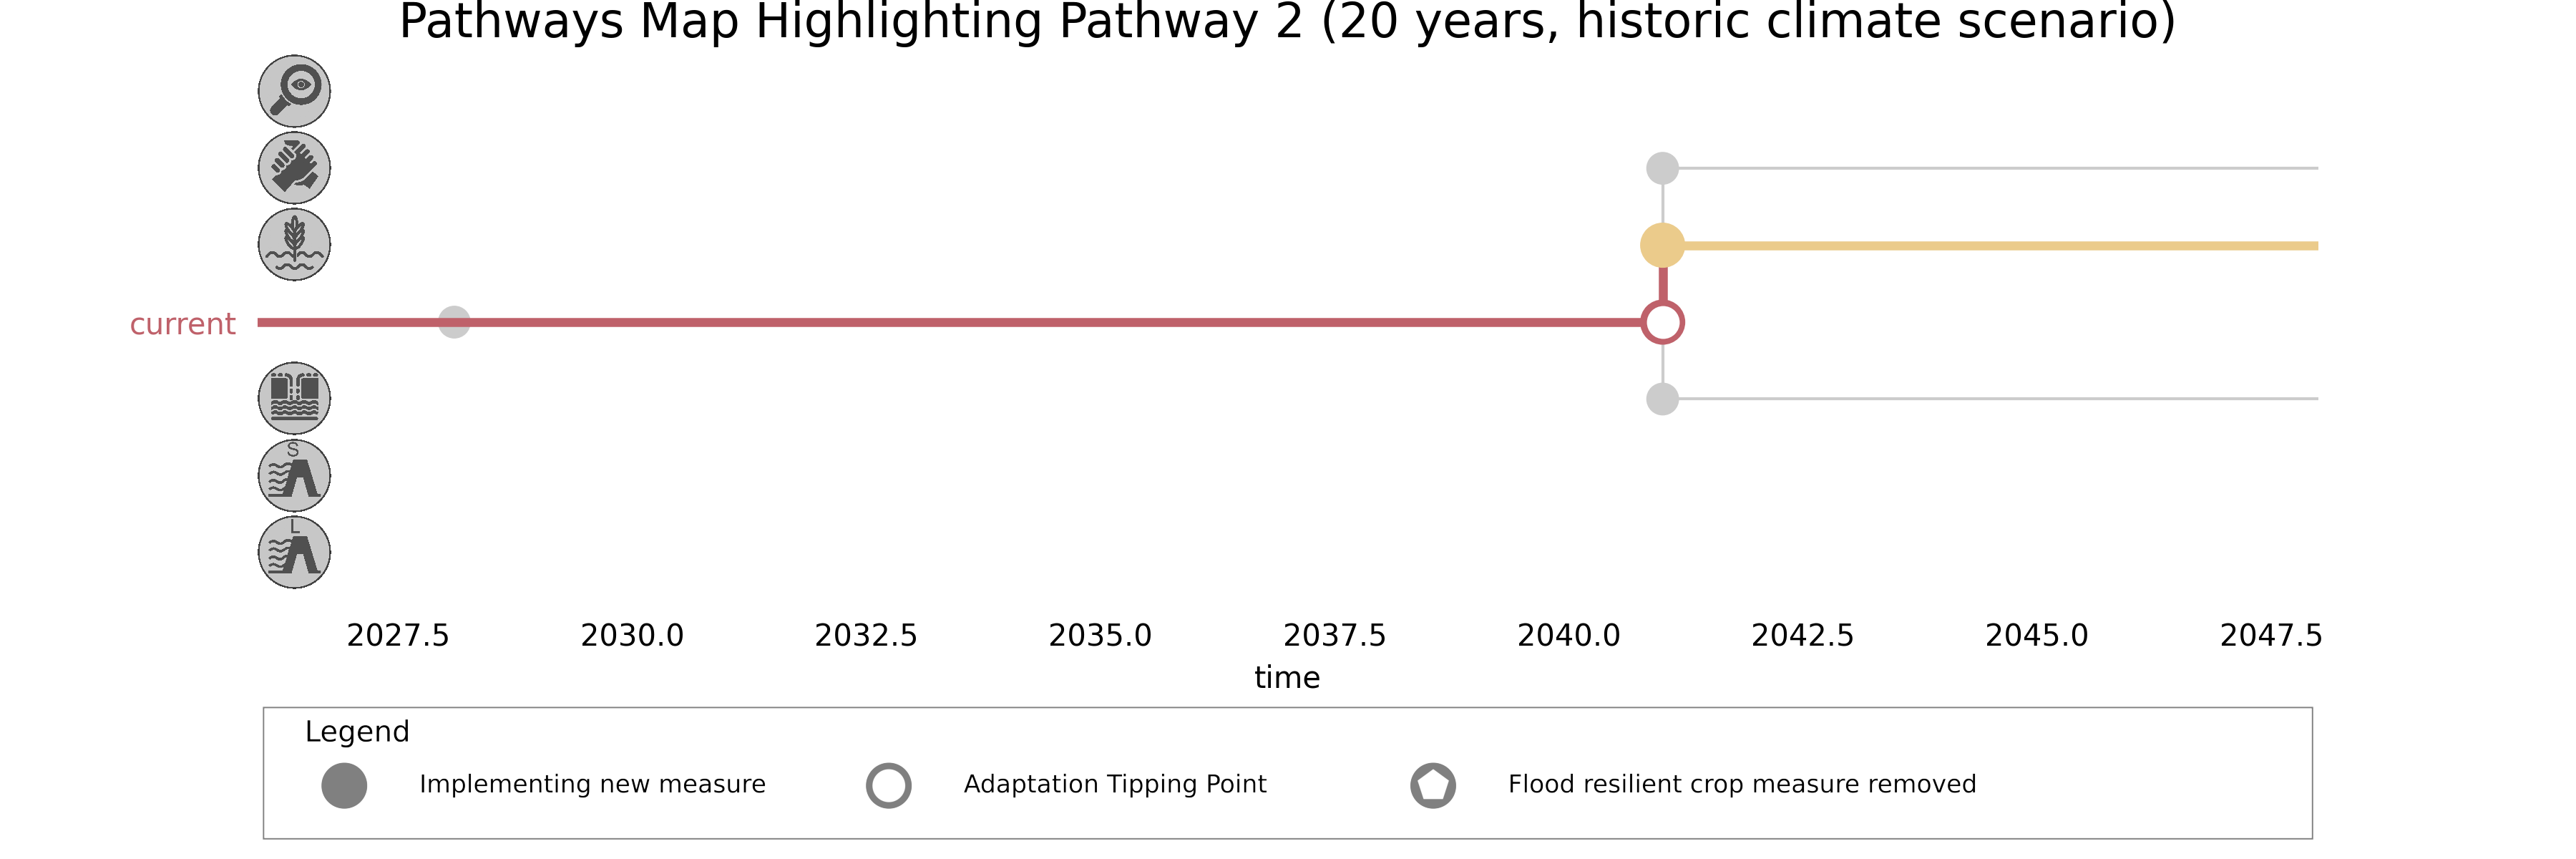 Pathways Map Highlighting Pathway 2 (20 years, historic climate scenario)
current
S
L
2027.5 2030.0 2032.5 2035.0 2037.5 2040.0 2042.5 2045.0 2047.5
time
Legend
Implementing new measure Adaptation Tipping Point Flood resilient crop measure removed